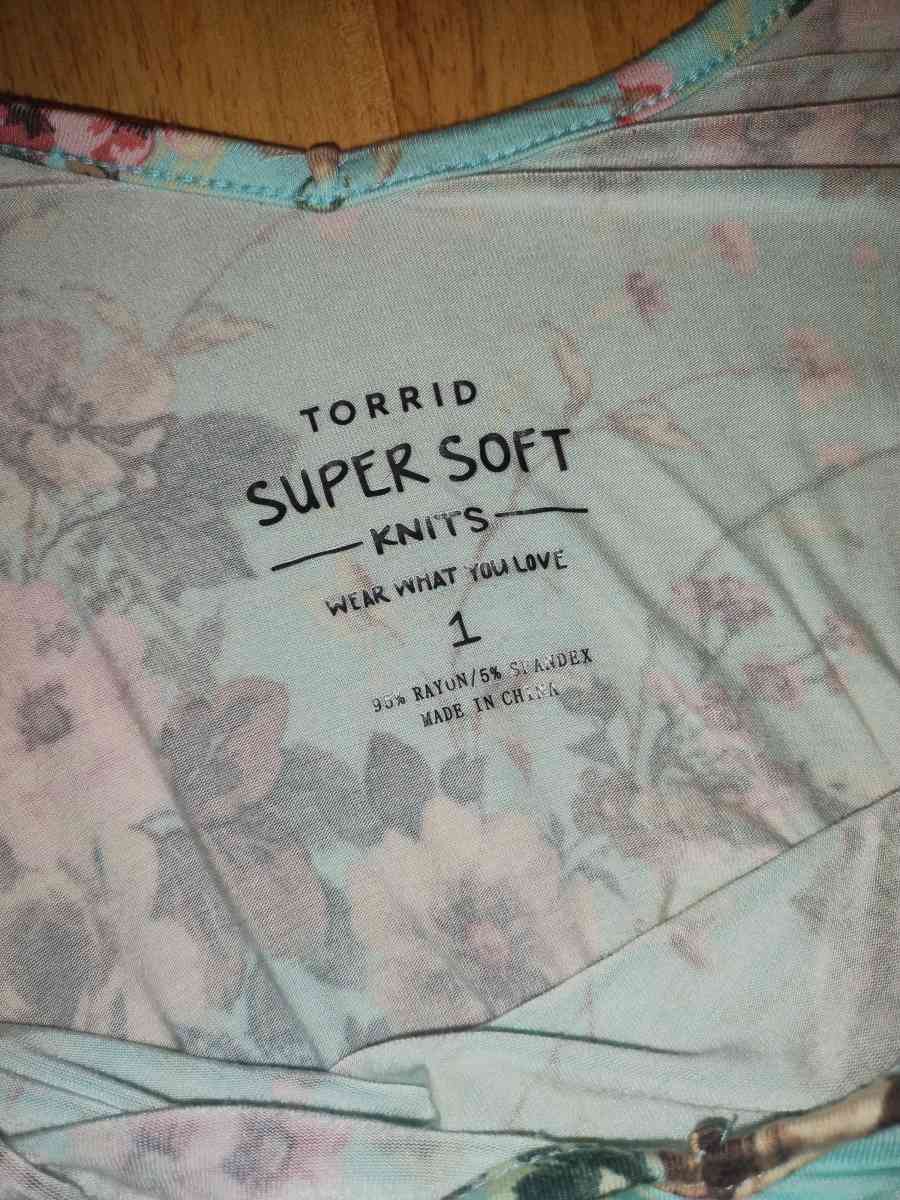 TORRID
SUPER SOFT
KNITS
WEAR WHAT YOU LOVE
1
95% RAYON/5% SPANDEX
MADE IN CHINA